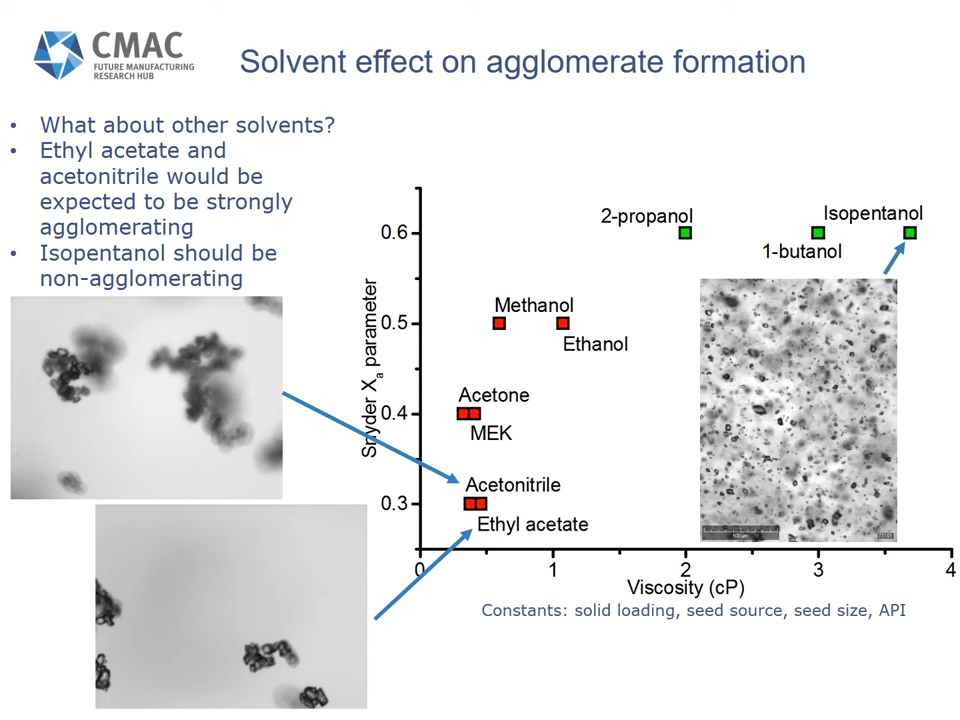 CMAC
FUTURE MANUFACTURING
RESEARCH HUB
Solvent effect on agglomerate formation
• What about other solvents?
• Ethyl acetate and
acetonitrile would be
expected to be strongly
agglomerating
• Isopentanol should be
non-agglomerating
Snyder Xa parameter
0.6
0.5
0.4
0.3
2-propanol
Isopentanol
1-butanol
Methanol
Ethanol
Acetone
MEK
Acetonitrile
Ethyl acetate
500 µm
0
1
2
3
4
Viscosity (cP)
Constants: solid loading, seed source, seed size, API